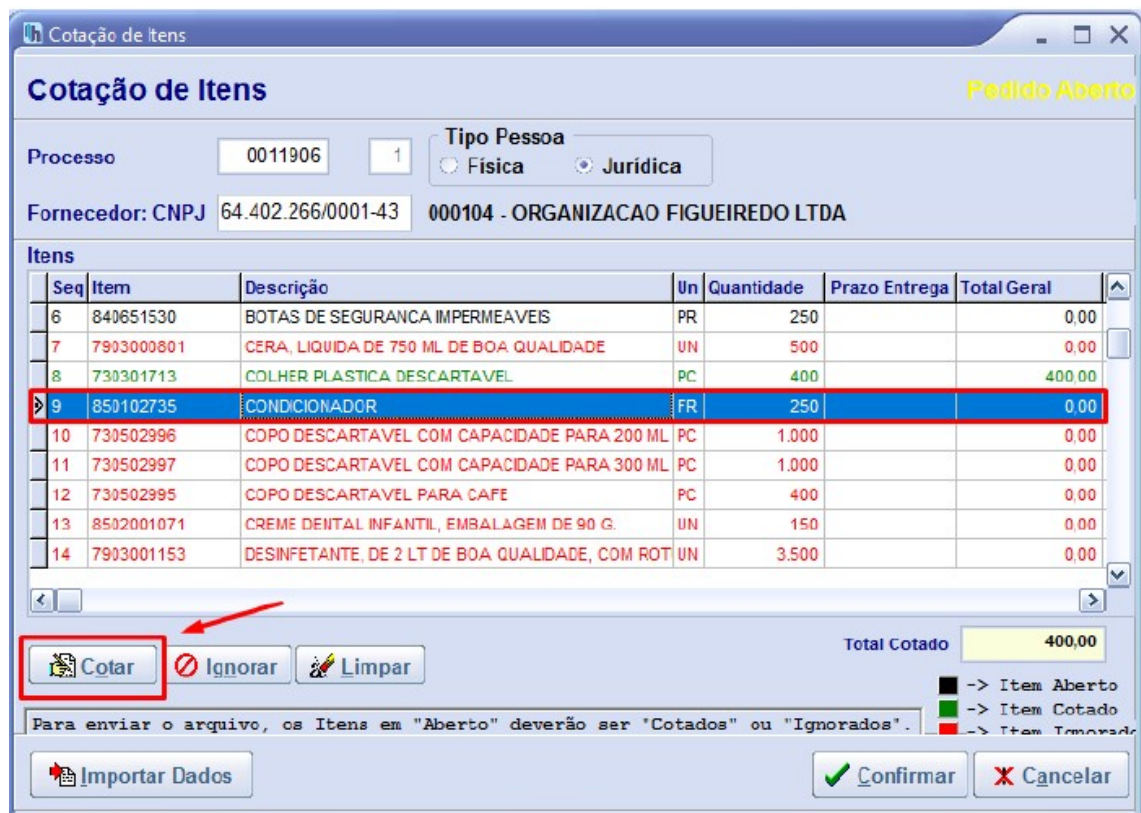 Cotação de Itens
Cotação de Itens Pedido Aberto
Processo 0011906 1 Tipo Pessoa Física Jurídica
Fornecedor: CNPJ 64.402.266/0001-43 000104 - ORGANIZACAO FIGUEIREDO LTDA
Itens
Seq Item Descrição Un Quantidade Prazo Entrega Total Geral
6 840651530 BOTAS DE SEGURANCA IMPERMEAVEIS PR 250 0,00
7 7903000801 CERA, LIQUIDA DE 750 ML DE BOA QUALIDADE UN 500 0,00
8 730301713 COLHER PLASTICA DESCARTAVEL PC 400 400,00
9 850102735 CONDICIONADOR FR 250 0,00
10 730502996 COPO DESCARTAVEL COM CAPACIDADE PARA 200 ML PC 1.000 0,00
11 730502997 COPO DESCARTAVEL COM CAPACIDADE PARA 300 ML PC 1.000 0,00
12 730502995 COPO DESCARTAVEL PARA CAFE PC 400 0,00
13 8502001071 CREME DENTAL INFANTIL, EMBALAGEM DE 90 G. UN 150 0,00
14 7903001153 DESINFETANTE, DE 2 LT DE BOA QUALIDADE, COM ROT UN 3.500 0,00
Total Cotado 400,00
Cotar Ignorar Limpar
-> Item Aberto
-> Item Cotado
-> Item Ignorado
Para enviar o arquivo, os Itens em "Aberto" deverão ser "Cotados" ou "Ignorados".
Importar Dados Confirmar Cancelar